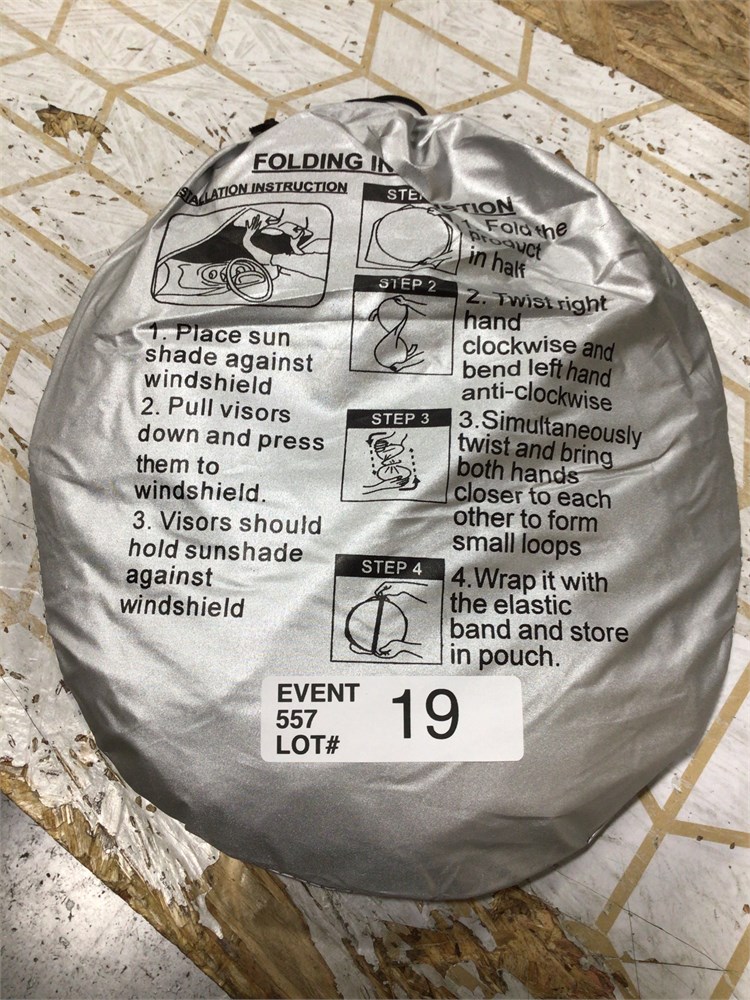 FOLDING IN
INSTRUCTION
1. Place sun
shade against
windshield
2. Pull visors
down and press
them to
windshield.
3. Visors should
hold sunshade
against
windshield
STE
CTION
1. Fold the
product
in half
STEP 2
2. Twist right
hand
clockwise and
bend left hand
anti-clockwise
STEP 3
3.Simultaneously
twist and bring
both hands
closer to each
other to form
small loops
STEP 4
4.Wrap it with
the elastic
band and store
in pouch.
EVENT
557
LOT#
19